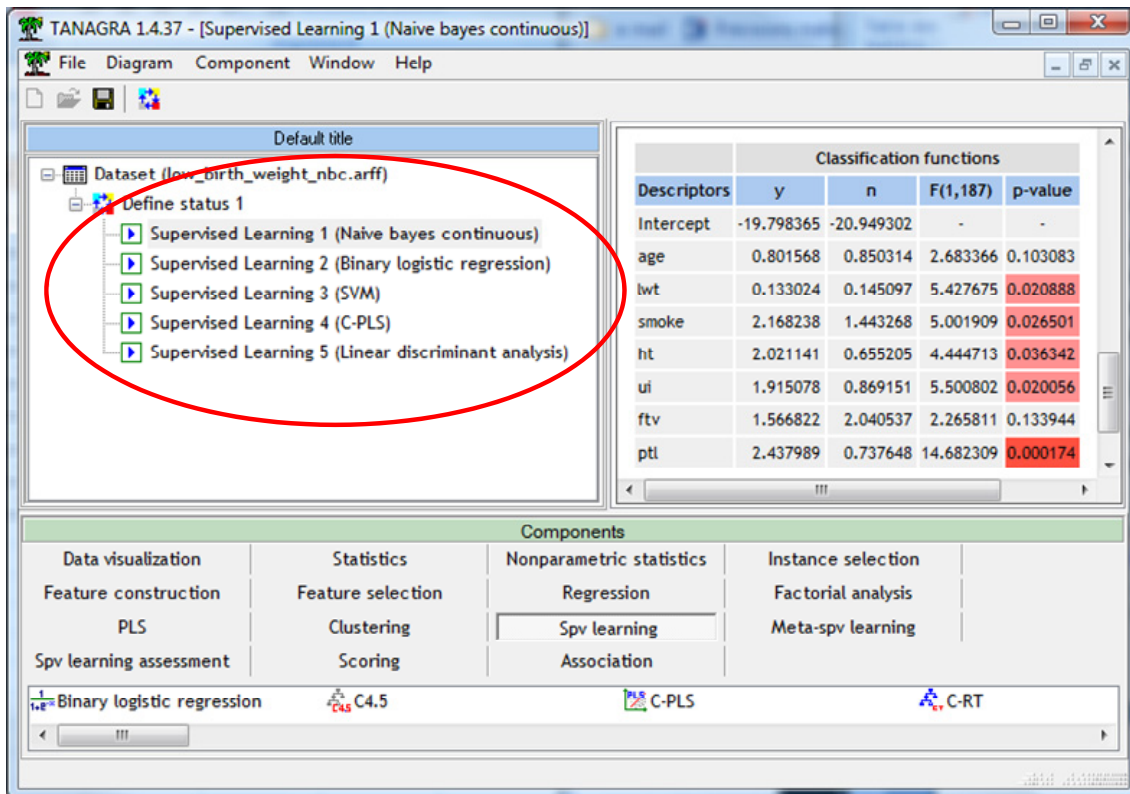 TANAGRA 1.4.37 - [Supervised Learning 1 (Naive bayes continuous)]
File Diagram Component Window Help
Default title
Dataset (low_birth_weight_nbc.arff)
Define status 1
Supervised Learning 1 (Naive bayes continuous)
Supervised Learning 2 (Binary logistic regression)
Supervised Learning 3 (SVM)
Supervised Learning 4 (C-PLS)
Supervised Learning 5 (Linear discriminant analysis)
Classification functions
Descriptors y n F(1,187) p-value
Intercept -19.798365 -20.949302 - -
age 0.801568 0.850314 2.683366 0.103083
lwt 0.133024 0.145097 5.427675 0.020888
smoke 2.168238 1.443268 5.001909 0.026501
ht 2.021141 0.655205 4.444713 0.036342
ui 1.915078 0.869151 5.500802 0.020056
ftv 1.566822 2.040537 2.265811 0.133944
ptl 2.437989 0.737648 14.682309 0.000174
Components
Data visualization Statistics Nonparametric statistics Instance selection
Feature construction Feature selection Regression Factorial analysis
PLS Clustering Spv learning Meta-spv learning
Spv learning assessment Scoring Association
Binary logistic regression C4.5 C-PLS C-RT